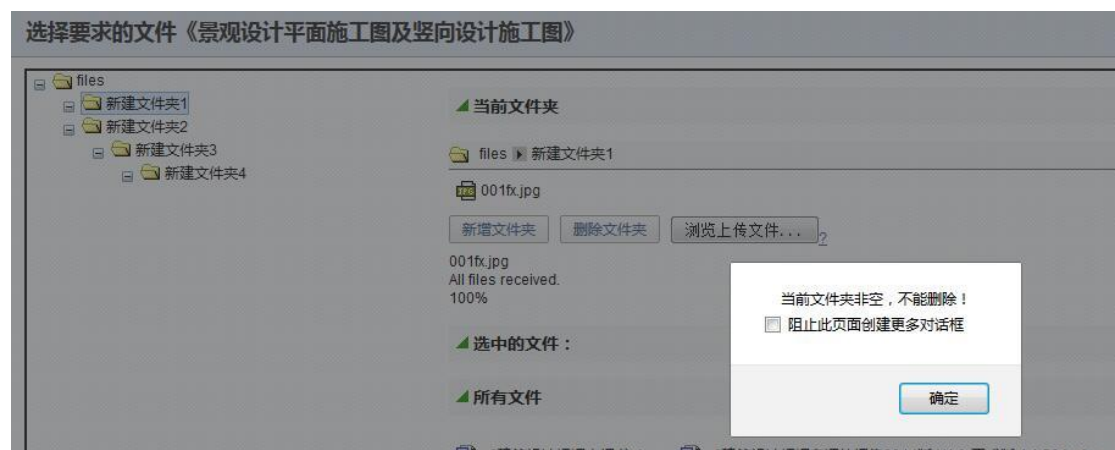 选择要求的文件《景观设计平面施工图及竖向设计施工图》
files
新建文件夹1
新建文件夹2
新建文件夹3
新建文件夹4
当前文件夹
files 新建文件夹1
001fx.jpg
新增文件夹 删除文件夹 浏览上传文件... ?
001fx.jpg
All files received.
100%
选中的文件：
所有文件
当前文件夹非空，不能删除！
阻止此页面创建更多对话框
确定